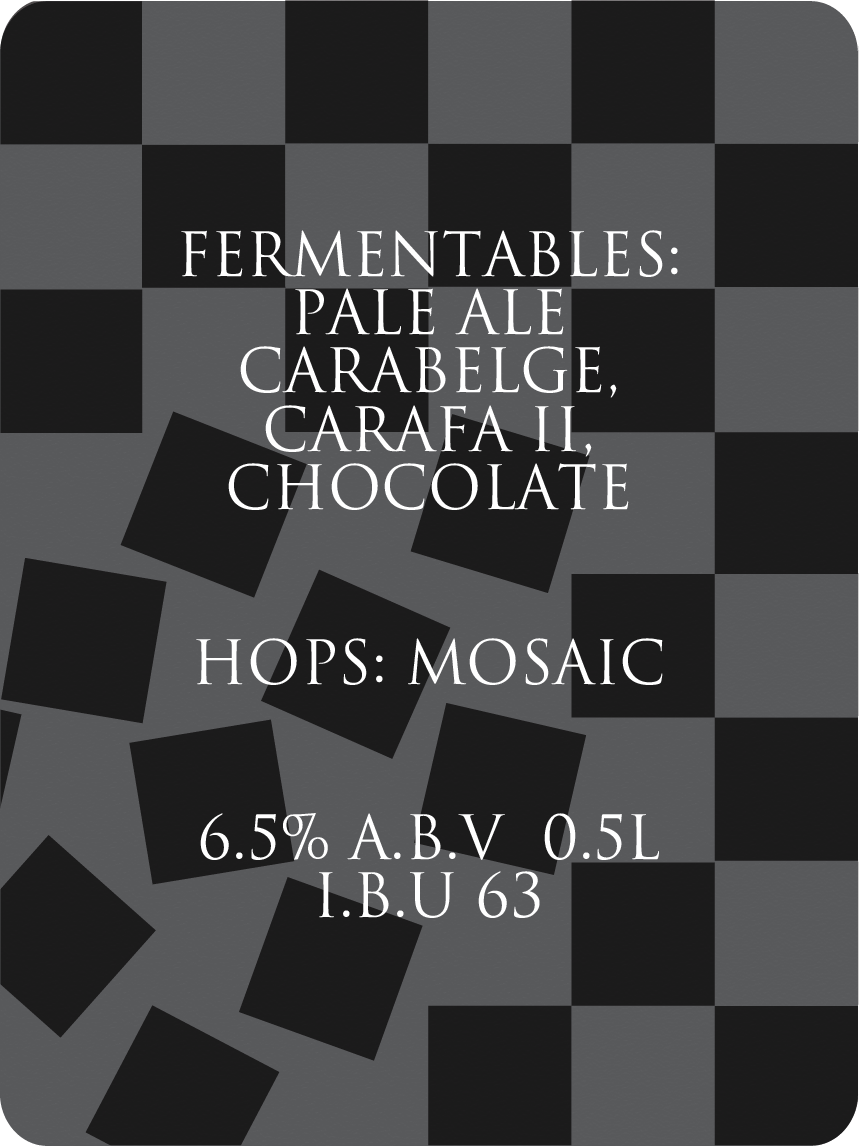 FERMENTABLES:
PALE ALE
CARABELGE,
CARAFA II,
CHOCOLATE
HOPS: MOSAIC
6.5% A.B.V 0.5L
I.B.U 63